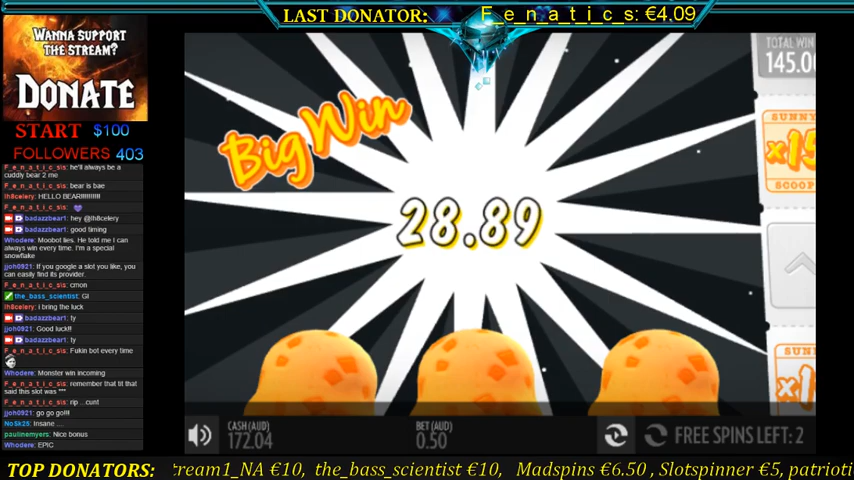 LAST DONATOR:
F_e_n_a_t_i_c_s: €4.09
WANNA SUPPORT
THE STREAM?
DONATE
START $100
FOLLOWERS 403
F_e_n_a_t_i_c_s\s: he'll always be a
cuddly bear 2 me
F_e_n_a_t_i_c_s\s: bear is bae
lh8celery: HELLO BEAR!!!!!!!!!!
F_e_n_a_t_i_c_s\s:
badazzbear1: hey @lh8celery
badazzbear1: good timing
Whodere: Moobot lies. He told me I can
always win every time. I'm a special
snowflake
jjoh0921: If you google a slot you like, you
can easily find its provider.
F_e_n_a_t_i_c_s\s: cmon
the_bass_scientist: Gl
lh8celery: i bring the luck
badazzbear1: ty
jjoh0921: Good luck!!
badazzbear1: ty
F_e_n_a_t_i_c_s\s: Fukin bot every time
Whodere: Monster win incoming
F_e_n_a_t_i_c_s\s: remember that tit that
said this slot was ***
F_e_n_a_t_i_c_s\s: rip ...cunt
jjoh0921: go go go!!!
NoSk28: Insane ...
paulinemyers: Nice bonus
Whodere: EPIC
Big Win
28.89
TOTAL WIN
145.00
SUNNY
x15
SCOOP
SUNN
x1
CASH (AUD)
172.04
BET (AUD)
0.50
FREE SPINS LEFT: 2
TOP DONATORS: tream1_NA €10, the_bass_scientist €10, Madspins €6.50 , Slotspinner €5, patrioti